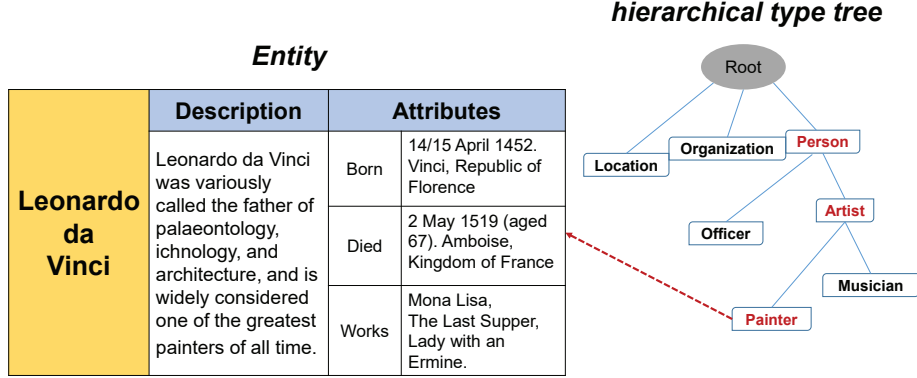 hierarchical type tree
Entity
Leonardo
da
Vinci
Description
Attributes
Leonardo da Vinci
was variously
called the father of
palaeontology,
ichnology, and
architecture, and is
widely considered
one of the greatest
painters of all time.
Born
14/15 April 1452.
Vinci, Republic of
Florence
Died
2 May 1519 (aged
67). Amboise,
Kingdom of France
Works
Mona Lisa,
The Last Supper,
Lady with an
Ermine.
Root
Location
Organization
Person
Officer
Artist
Painter
Musician